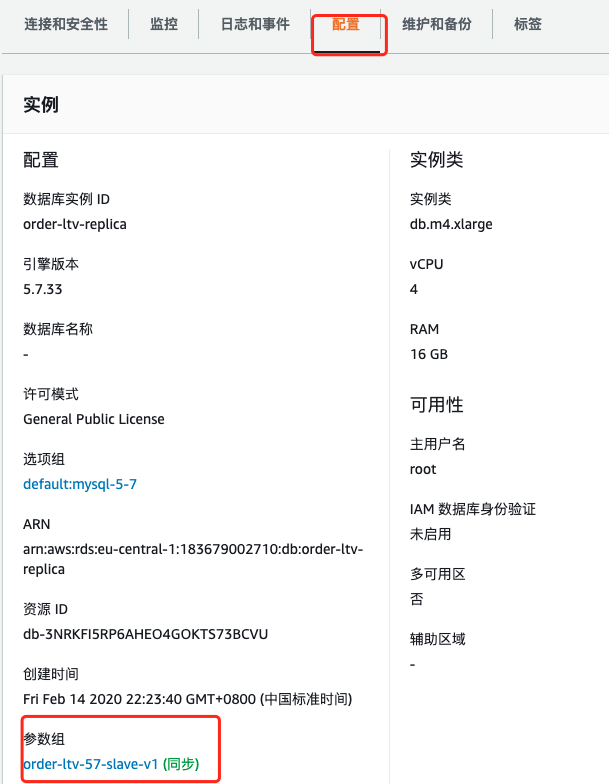 连接和安全性 监控 日志和事件 配置 维护和备份 标签
实例
配置
数据库实例 ID
order-ltv-replica
引擎版本
5.7.33
数据库名称
-
许可模式
General Public License
选项组
default:mysql-5-7
ARN
arn:aws:rds:eu-central-1:183679002710:db:order-ltv-
replica
资源 ID
db-3NRKFI5RP6AHEO4GOKTS73BCVU
创建时间
Fri Feb 14 2020 22:23:40 GMT+0800 (中国标准时间)
参数组
order-ltv-57-slave-v1 (同步)
实例类
实例类
db.m4.xlarge
vCPU
4
RAM
16 GB
可用性
主用户名
root
IAM 数据库身份验证
未启用
多可用区
否
辅助区域
-